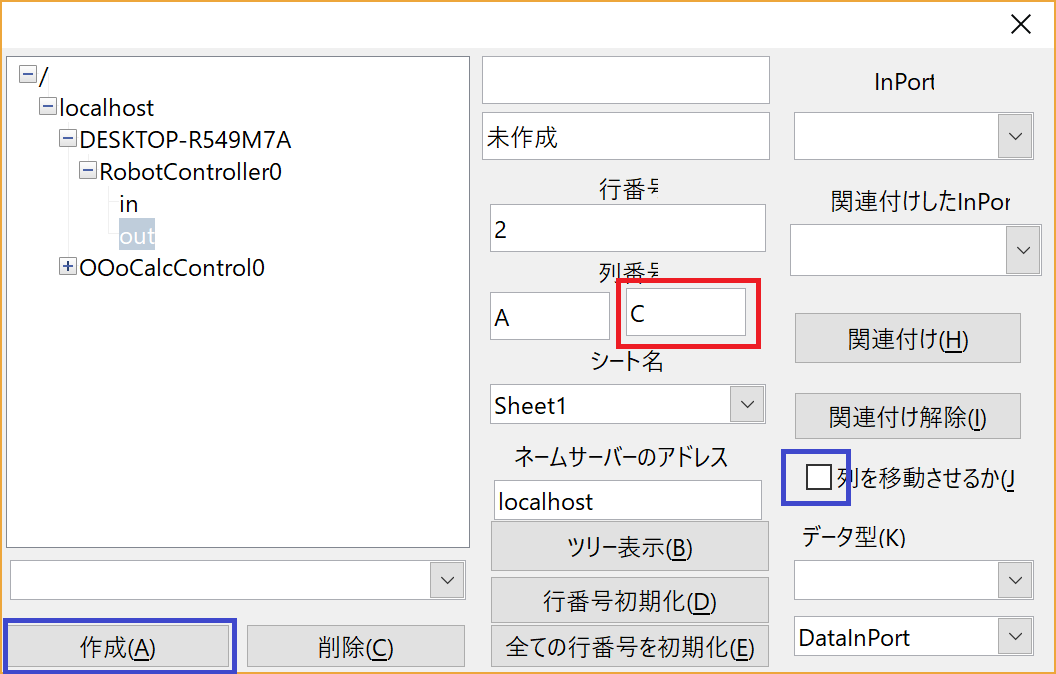 /
localhost
DESKTOP-R549M7A
RobotController0
in
out
OOoCalcControl0
作成(A)
削除(C)
未作成
行番号
2
列番号
A
C
シート名
Sheet1
ネームサーバーのアドレス
localhost
ツリー表示(B)
行番号初期化(D)
全ての行番号を初期化(E)
InPort
関連付けしたInPor
関連付け(H)
関連付け解除(I)
列を移動させるか(J
データ型(K)
DataInPort